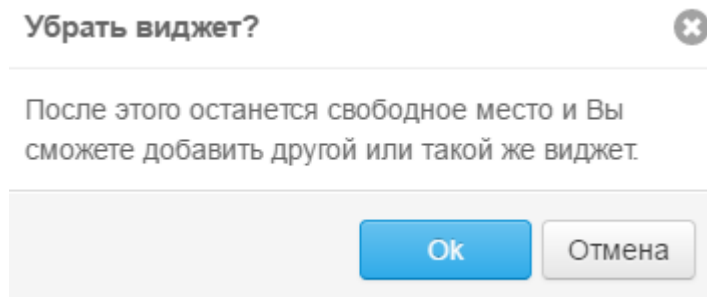 Убрать виджет?
После этого останется свободное место и Вы
сможете добавить другой или такой же виджет.
Ok
Отмена